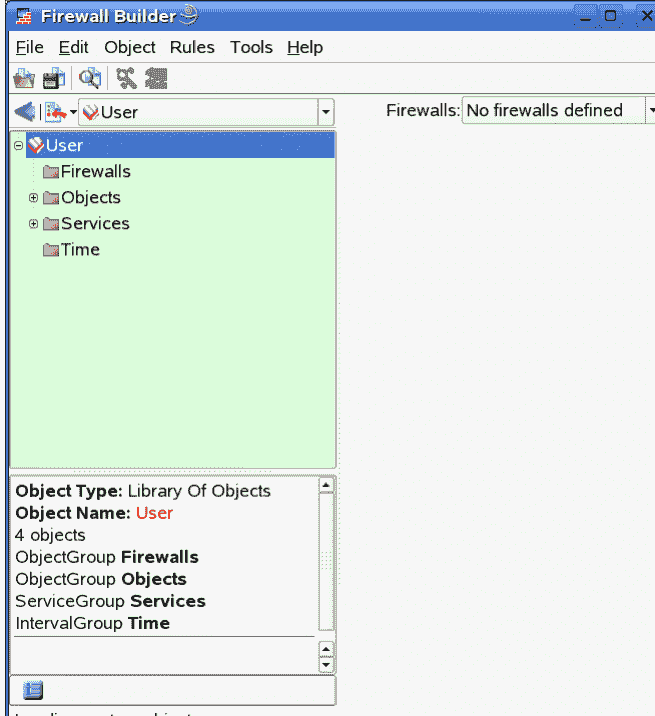 Firewall Builder
File Edit Object Rules Tools Help
User Firewalls: No firewalls defined
User
Firewalls
Objects
Services
Time
Object Type: Library Of Objects
Object Name: User
4 objects
ObjectGroup Firewalls
ObjectGroup Objects
ServiceGroup Services
IntervalGroup Time